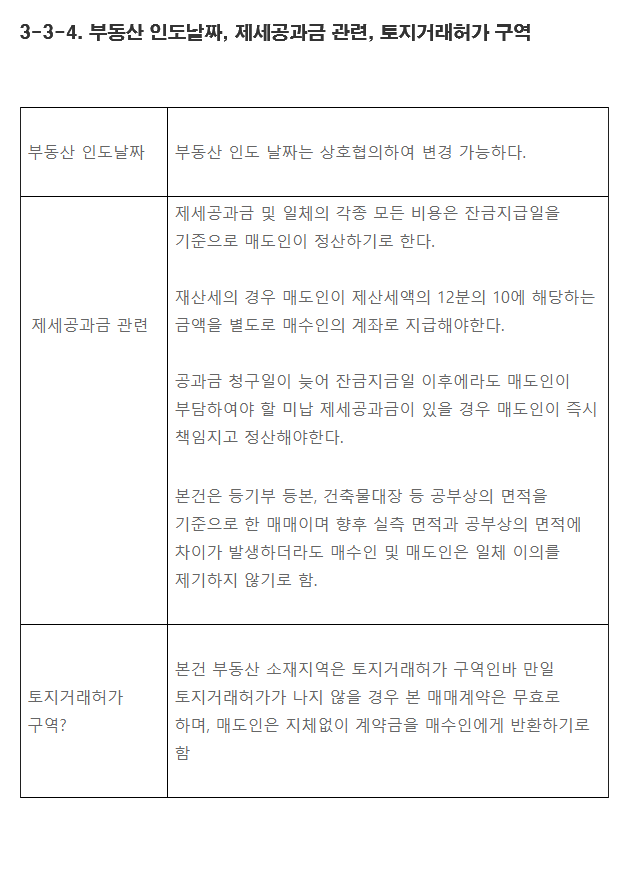 3-3-4. 부동산 인도날짜, 제세공과금 관련, 토지거래허가 구역
부동산 인도날짜
부동산 인도 날짜는 상호협의하여 변경 가능하다.
제세공과금 관련
제세공과금 및 일체의 각종 모든 비용은 잔금지급일을
기준으로 매도인이 정산하기로 한다.
재산세의 경우 매도인이 제산세액의 12분의 10에 해당하는
금액을 별도로 매수인의 계좌로 지급해야한다.
공과금 청구일이 늦어 잔금지금일 이후에라도 매도인이
부담하여야 할 미납 제세공과금이 있을 경우 매도인이 즉시
책임지고 정산해야한다.
본건은 등기부 등본, 건축물대장 등 공부상의 면적을
기준으로 한 매매이며 향후 실측 면적과 공부상의 면적에
차이가 발생하더라도 매수인 및 매도인은 일체 이의를
제기하지 않기로 함.
토지거래허가
구역?
본건 부동산 소재지역은 토지거래허가 구역인바 만일
토지거래허가가 나지 않을 경우 본 매매계약은 무효로
하며, 매도인은 지체없이 계약금을 매수인에게 반환하기로
함